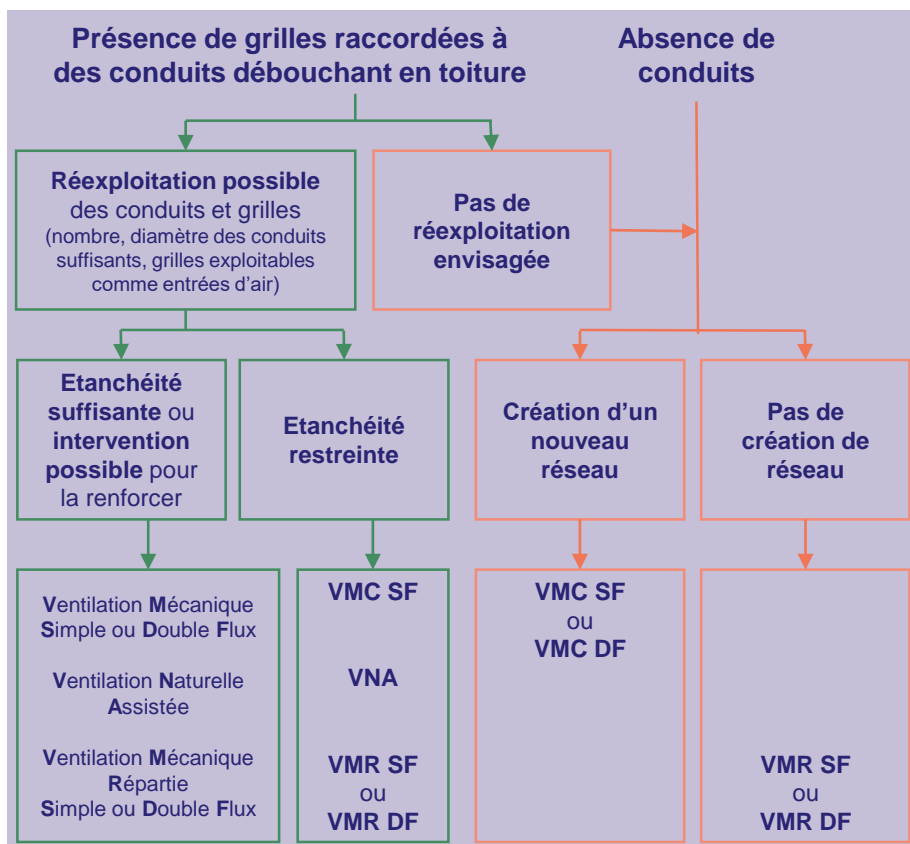 Présence de grilles raccordées à
des conduits débouchant en toiture
Absence de
conduits
Réexploitation possible
des conduits et grilles
(nombre, diamètre des conduits
suffisants, grilles exploitables
comme entrées d'air)
Pas de
réexploitation
envisagée
Etanchéité
suffisante ou
intervention
possible pour
la renforcer
Etanchéité
restreinte
Création d'un
nouveau
réseau
Pas de
création de
réseau
Ventilation Mécanique
Simple ou Double Flux
Ventilation Naturelle
Assistée
Ventilation Mécanique
Répartie
Simple ou Double Flux
VMC SF
VNA
VMR SF
ou
VMR DF
VMC SF
ou
VMC DF
VMR SF
ou
VMR DF